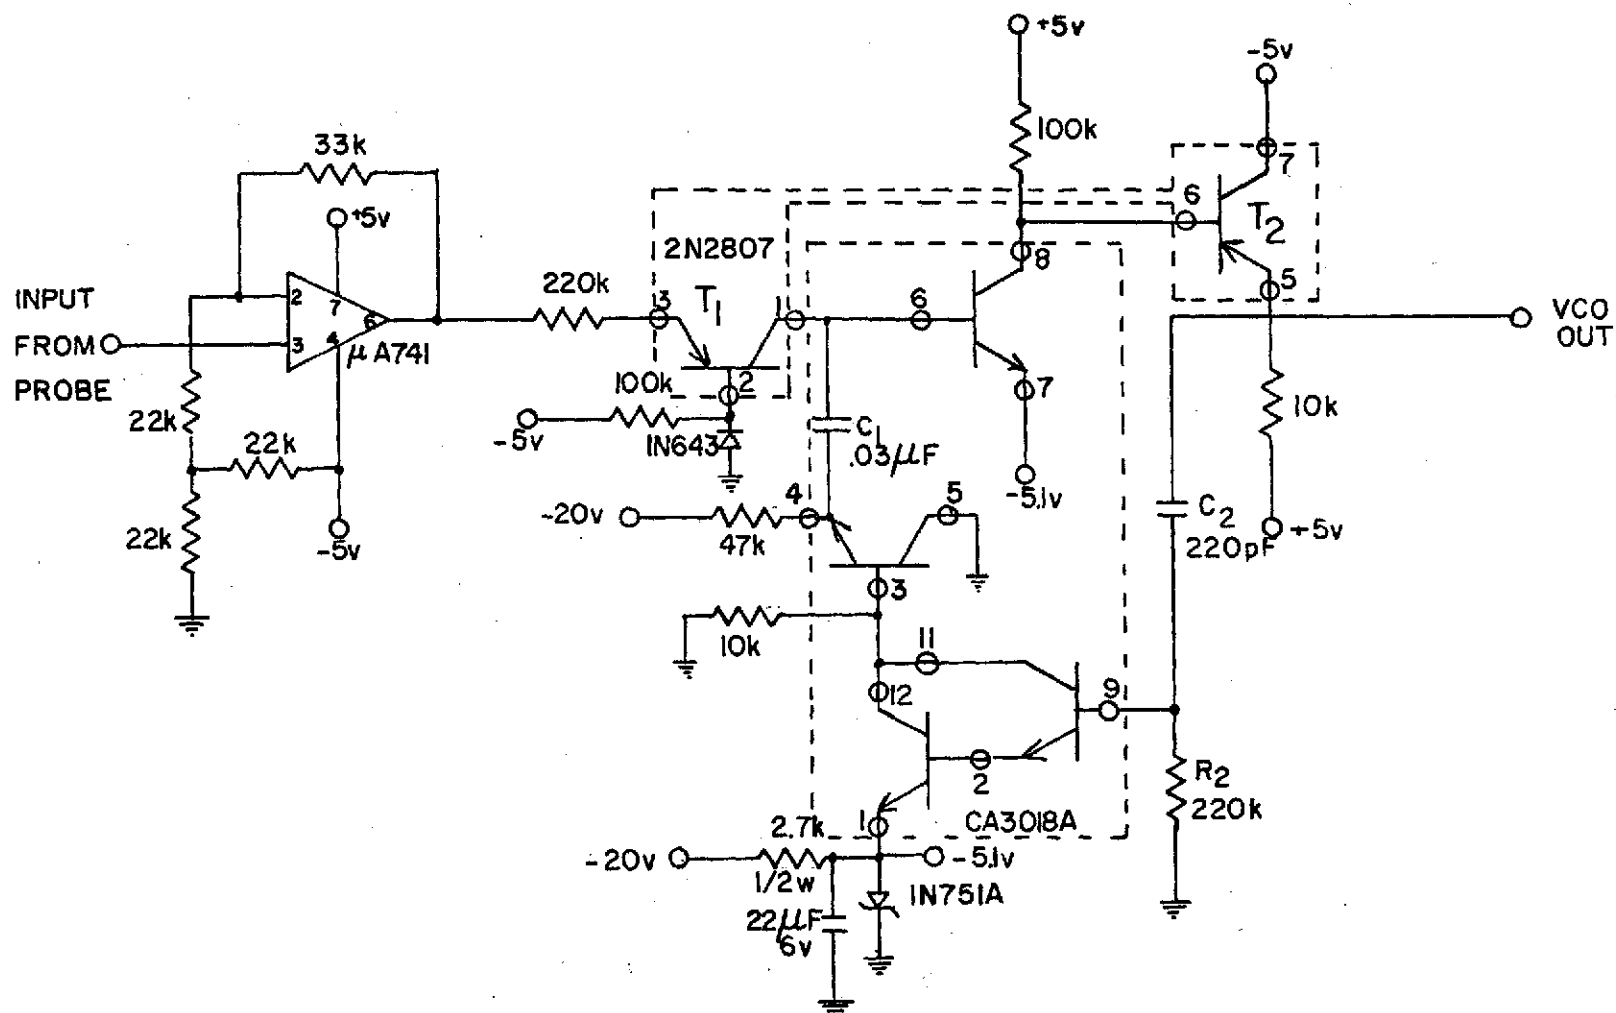 +5v
-5v
33k
100k
7
+5v
6
T2
2N2807
8
5
INPUT
FROM
PROBE
2
7
6
3
4
μA741
220k
3
T1
1
6
VCO
OUT
22k
22k
22k
-5v
100k
2
-5v
1N643
C1
.03μF
7
-5.1v
10k
+5v
C2
220pF
-20v
47k
4
5
3
10k
11
12
9
2
1
CA3018A
R2
220k
-20v
2.7k
1/2w
-5.1v
1N751A
22μF
6v